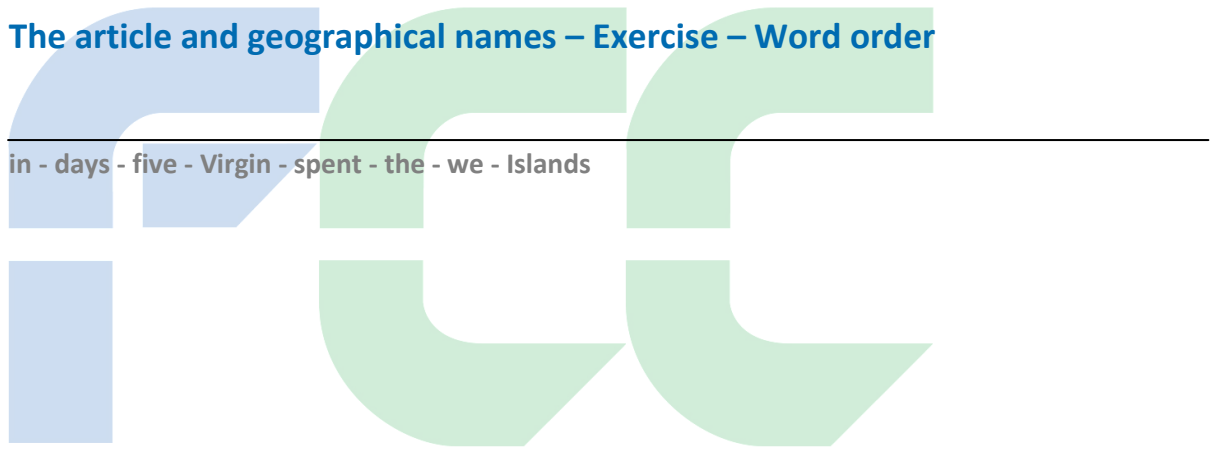 The article and geographical names – Exercise – Word order
in - days - five - Virgin - spent - the - we - Islands